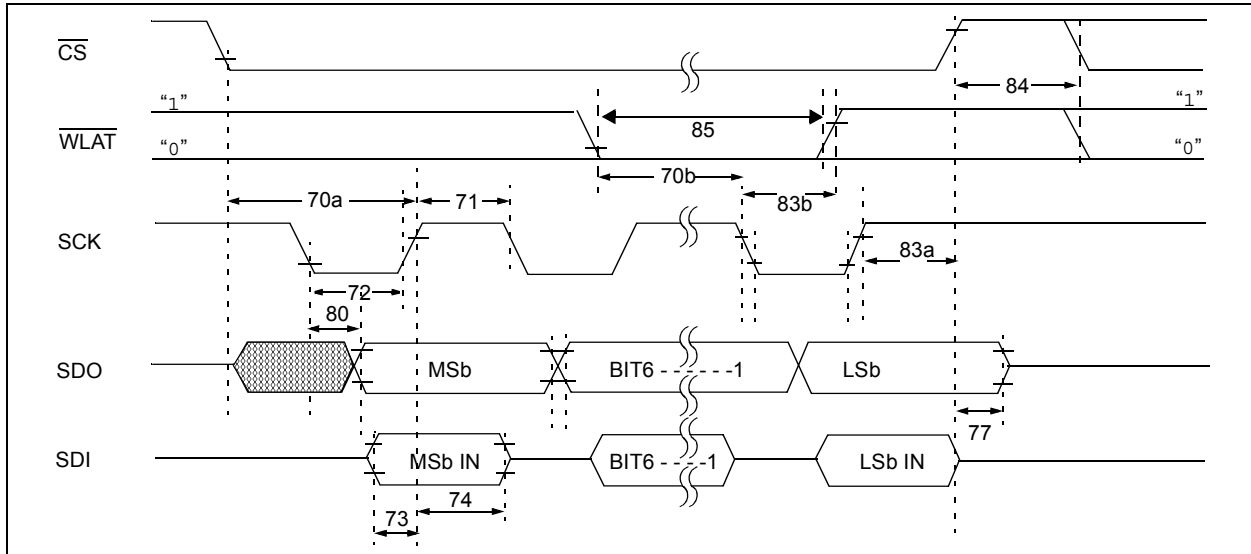 CS
84
"1"
"1"
85
WLAT
"0"
"0"
70b
70a
71
83b
SCK
83a
72
80
SDO
MSb
BIT6 - - - - - - -1
LSb
77
SDI
MSb IN
BIT6 - - - - -1
LSb IN
74
73